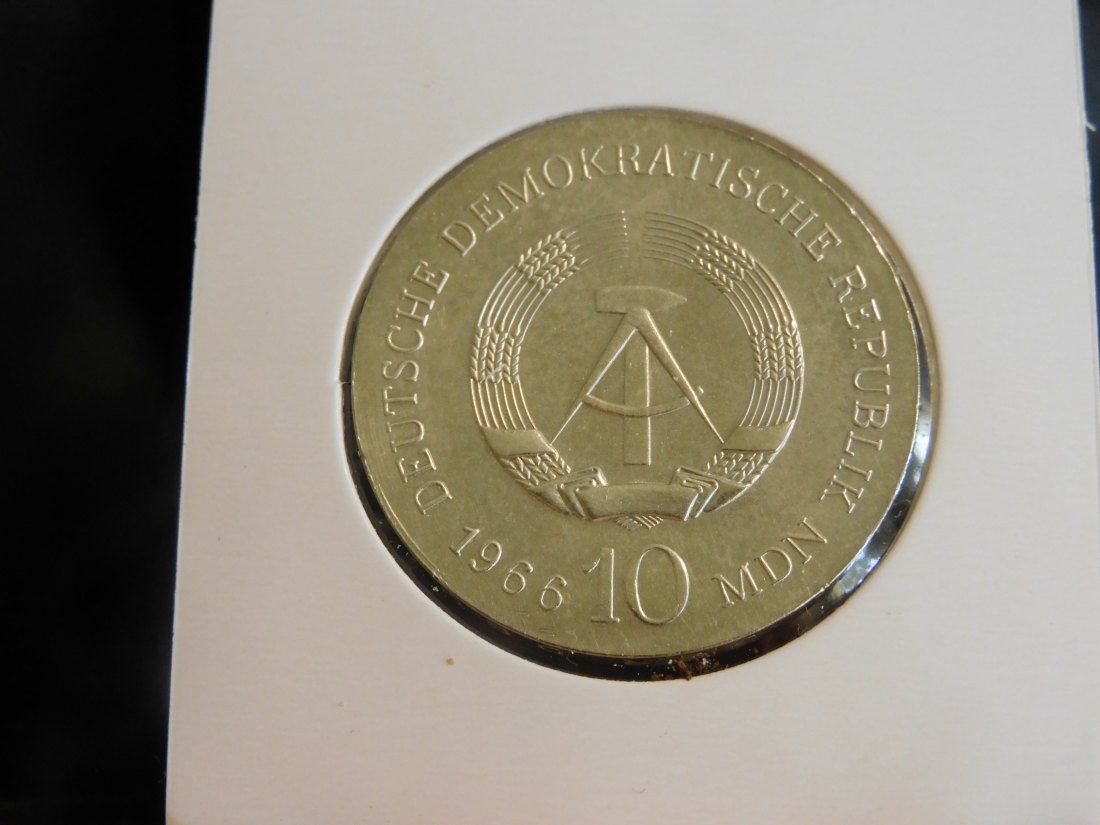 DEUTSCHE DEMOKRATISCHE REPUBLIK
1966 10 MDN